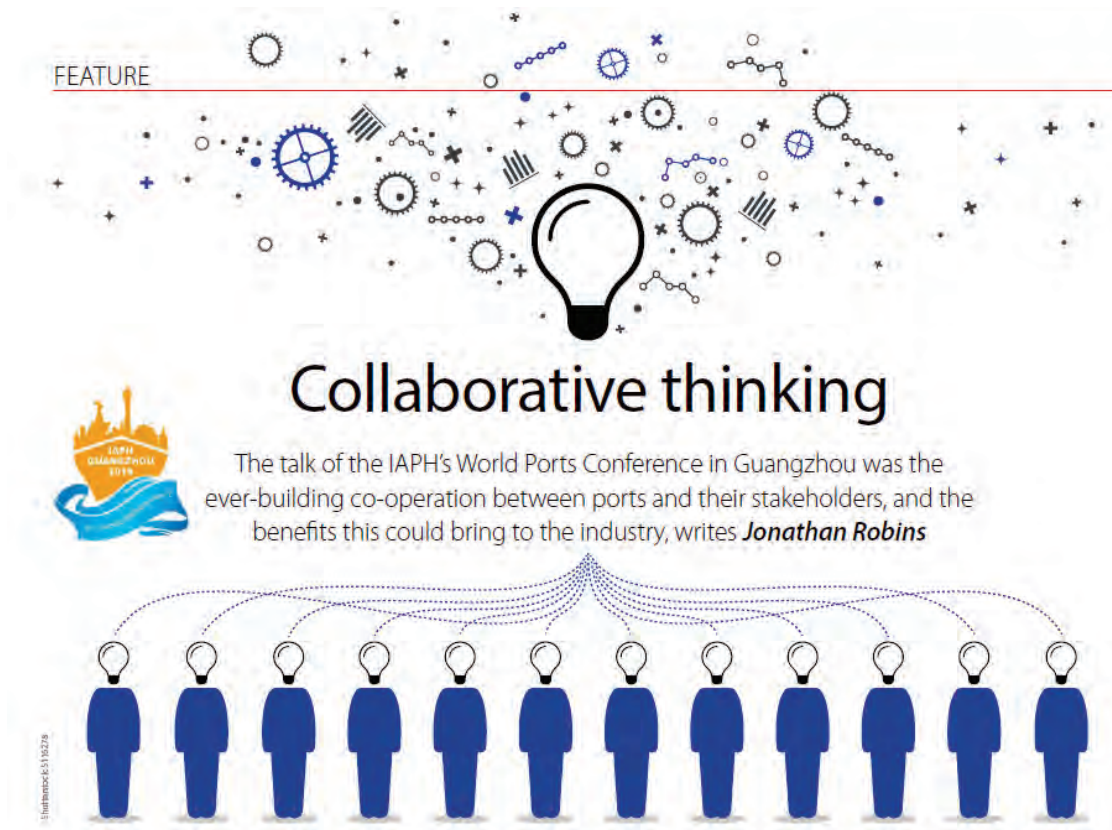 FEATURE
Collaborative thinking
IAPH
GUANGZHOU
2019
The talk of the IAPH's World Ports Conference in Guangzhou was the
ever-building co-operation between ports and their stakeholders, and the
benefits this could bring to the industry, writes Jonathan Robins